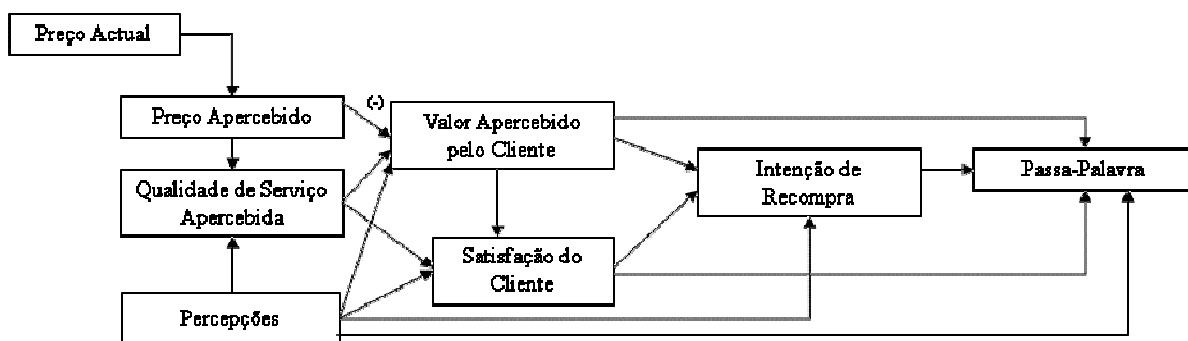 Preço Actual
Preço Apercebido
(-)
Valor Apercebido
pelo Cliente
Qualidade de Serviço
Apercebida
Intenção de
Recompra
Passa-Palavra
Satisfação do
Cliente
Percepções